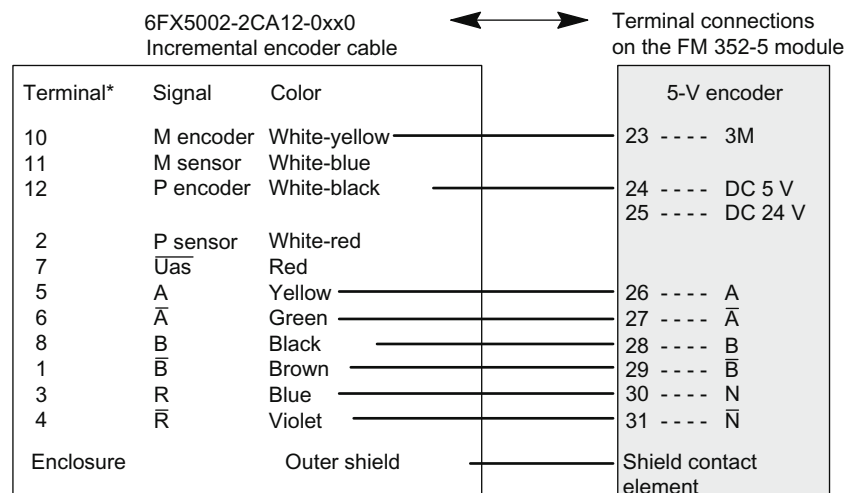 6FX5002-2CA12-0xx0 Terminal connections
Incremental encoder cable on the FM 352-5 module
Terminal* Signal Color 5-V encoder
10 M encoder White-yellow 23 - - - - 3M
11 M sensor White-blue
12 P encoder White-black 24 - - - - DC 5 V
25 - - - - DC 24 V
2 P sensor White-red
7 U̅a̅s̅ Red
5 A Yellow 26 - - - - A
6 A̅ Green 27 - - - - A̅
8 B Black 28 - - - - B
1 B̅ Brown 29 - - - - B̅
3 R Blue 30 - - - - N
4 R̅ Violet 31 - - - - N̅
Enclosure Outer shield Shield contact
element